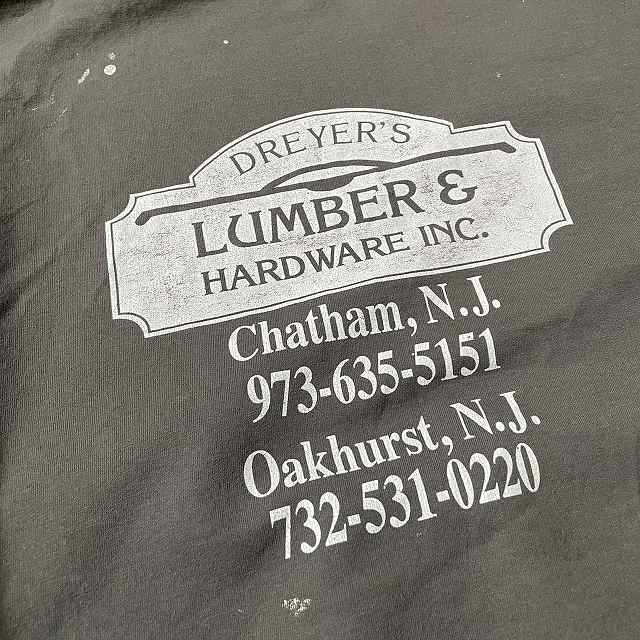 DREYER'S
LUMBER &
HARDWARE INC.
Chatham, N.J.
973-635-5151
Oakhurst, N.J.
732-531-0220